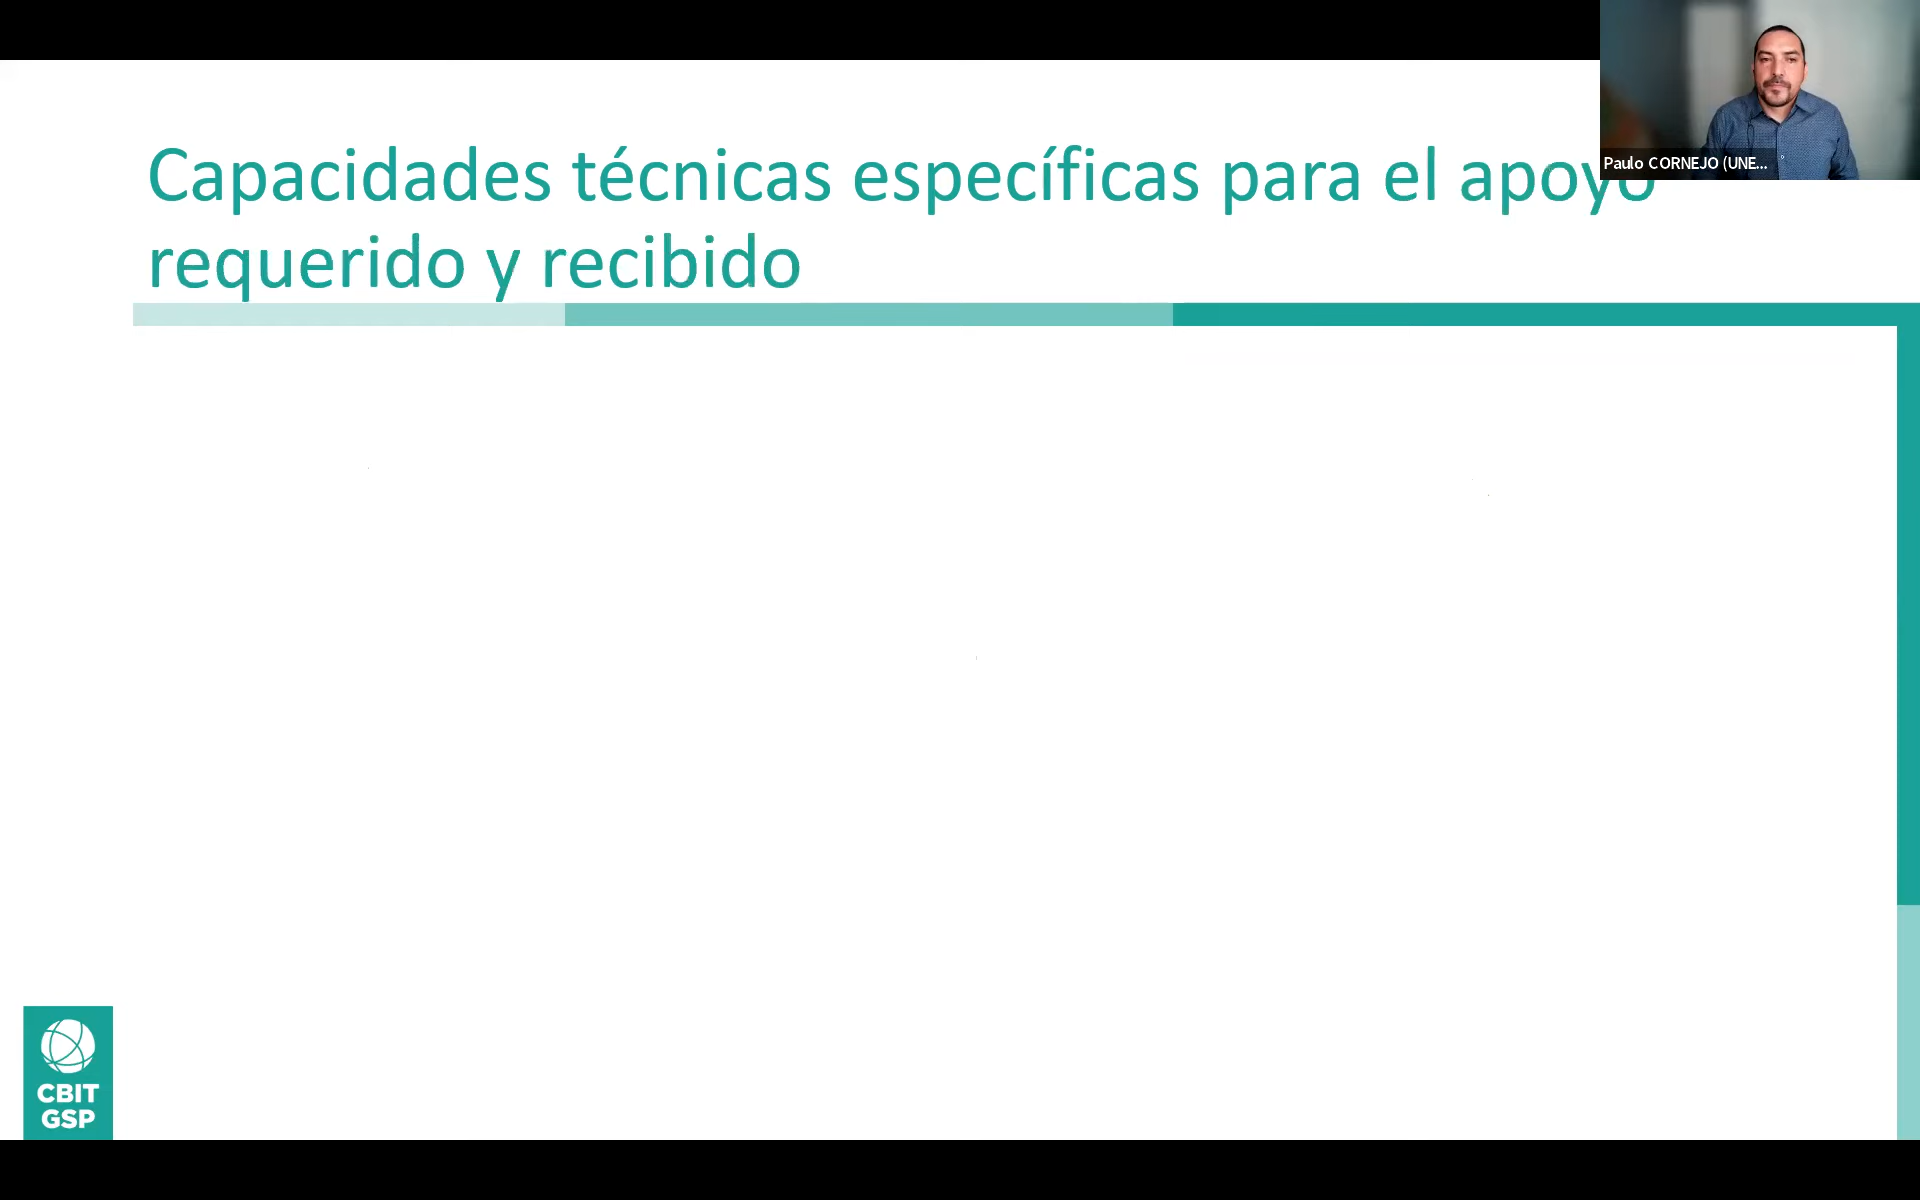 Paulo CORNEJO (UNE...
Capacidades técnicas específicas para el apoyo
requerido y recibido
CBIT
GSP